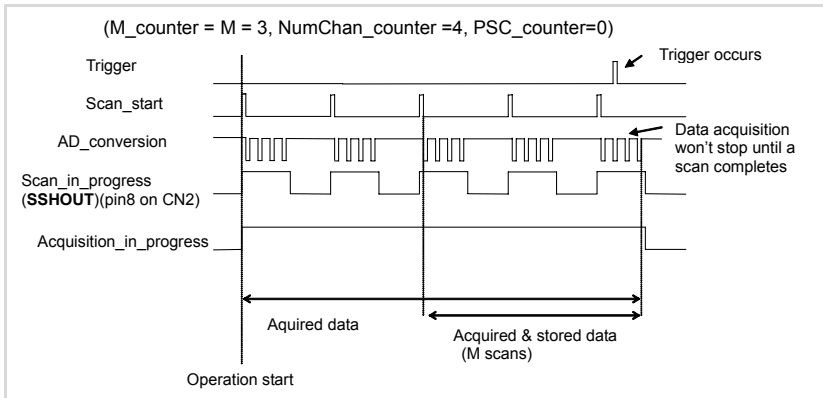 (M_counter = M = 3, NumChan_counter =4, PSC_counter=0)
Trigger
Trigger occurs
Scan_start
AD_conversion
Data acquisition
won't stop until a
scan completes
Scan_in_progress
(SSHOUT)(pin8 on CN2)
Acquisition_in_progress
Aquired data
Acquired & stored data
(M scans)
Operation start